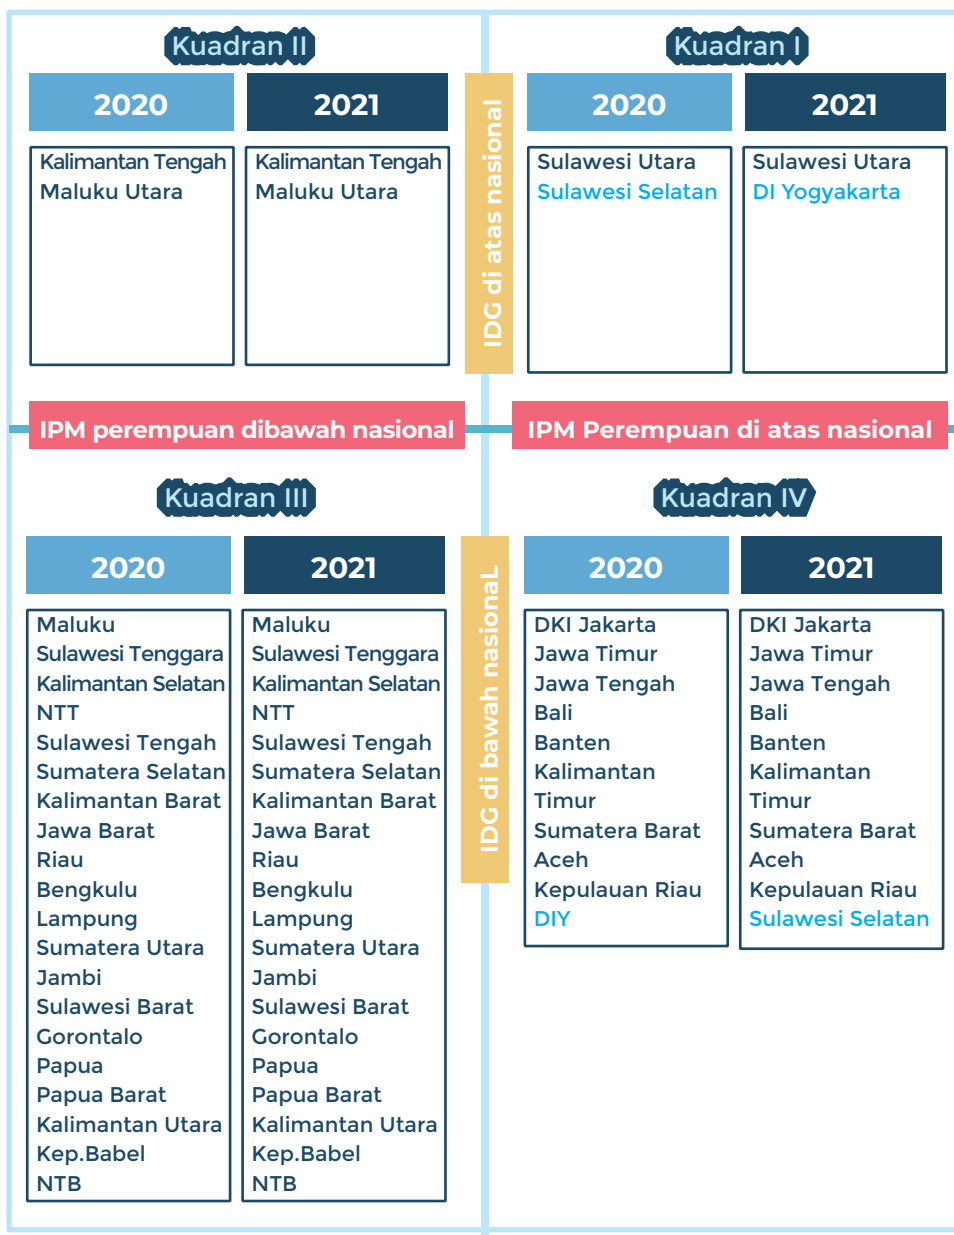 Kuadran II
2020
2021
Kalimantan Tengah
Maluku Utara
Kalimantan Tengah
Maluku Utara
IDG di atas nasional
Kuadran I
2020
2021
Sulawesi Utara
Sulawesi Selatan
Sulawesi Utara
DI Yogyakarta
IPM perempuan dibawah nasional
IPM Perempuan di atas nasional
Kuadran III
2020
2021
Maluku
Sulawesi Tenggara
Kalimantan Selatan
NTT
Sulawesi Tengah
Sumatera Selatan
Kalimantan Barat
Jawa Barat
Riau
Bengkulu
Lampung
Sumatera Utara
Jambi
Sulawesi Barat
Gorontalo
Papua
Papua Barat
Kalimantan Utara
Kep.Babel
NTB
Maluku
Sulawesi Tenggara
Kalimantan Selatan
NTT
Sulawesi Tengah
Sumatera Selatan
Kalimantan Barat
Jawa Barat
Riau
Bengkulu
Lampung
Sumatera Utara
Jambi
Sulawesi Barat
Gorontalo
Papua
Papua Barat
Kalimantan Utara
Kep.Babel
NTB
IDG di bawah nasionaL
Kuadran IV
2020
2021
DKI Jakarta
Jawa Timur
Jawa Tengah
Bali
Banten
Kalimantan
Timur
Sumatera Barat
Aceh
Kepulauan Riau
DIY
DKI Jakarta
Jawa Timur
Jawa Tengah
Bali
Banten
Kalimantan
Timur
Sumatera Barat
Aceh
Kepulauan Riau
Sulawesi Selatan